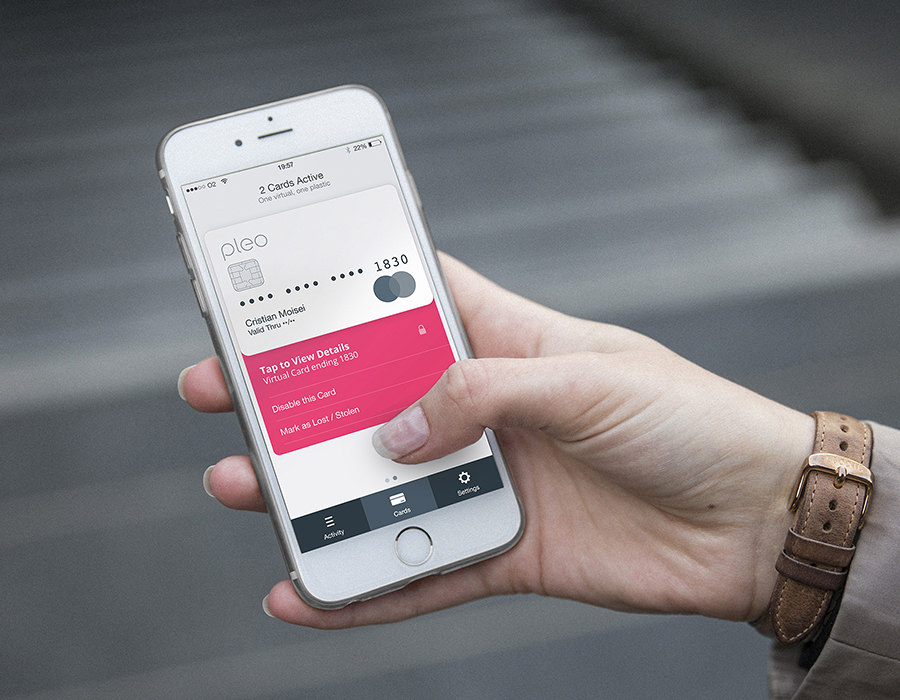 O2 19:57 22%
2 Cards Active
One virtual, one plastic
pleo
•••• •••• •••• 1830
Cristian Moisei
Valid Thru ••/••
Tap to View Details
Virtual Card ending 1830
Disable this Card
Mark as Lost / Stolen
Activity Cards Settings